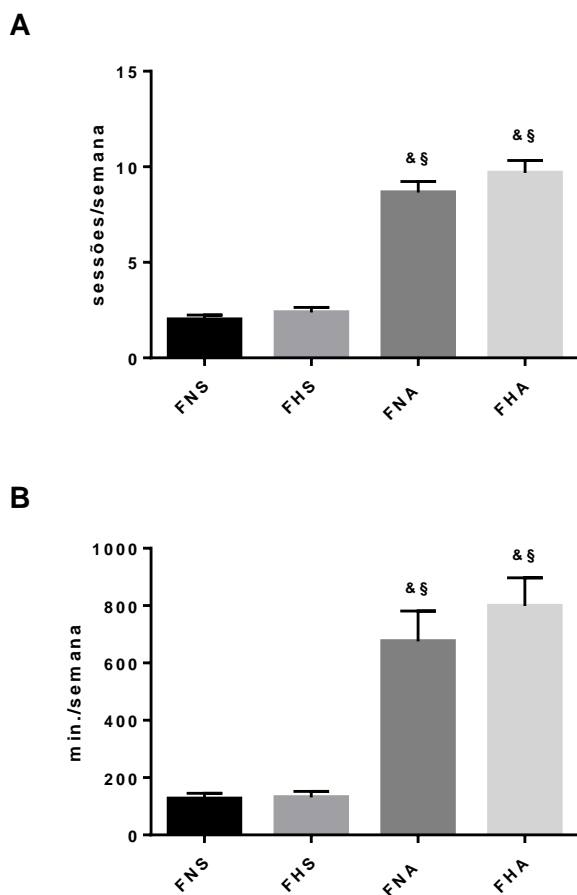 A
sessões/semana
15
10
5
0
& §
& §
FNS
FHS
FNA
FHA
B
min./semana
1000
800
600
400
200
0
& §
& §
FNS
FHS
FNA
FHA